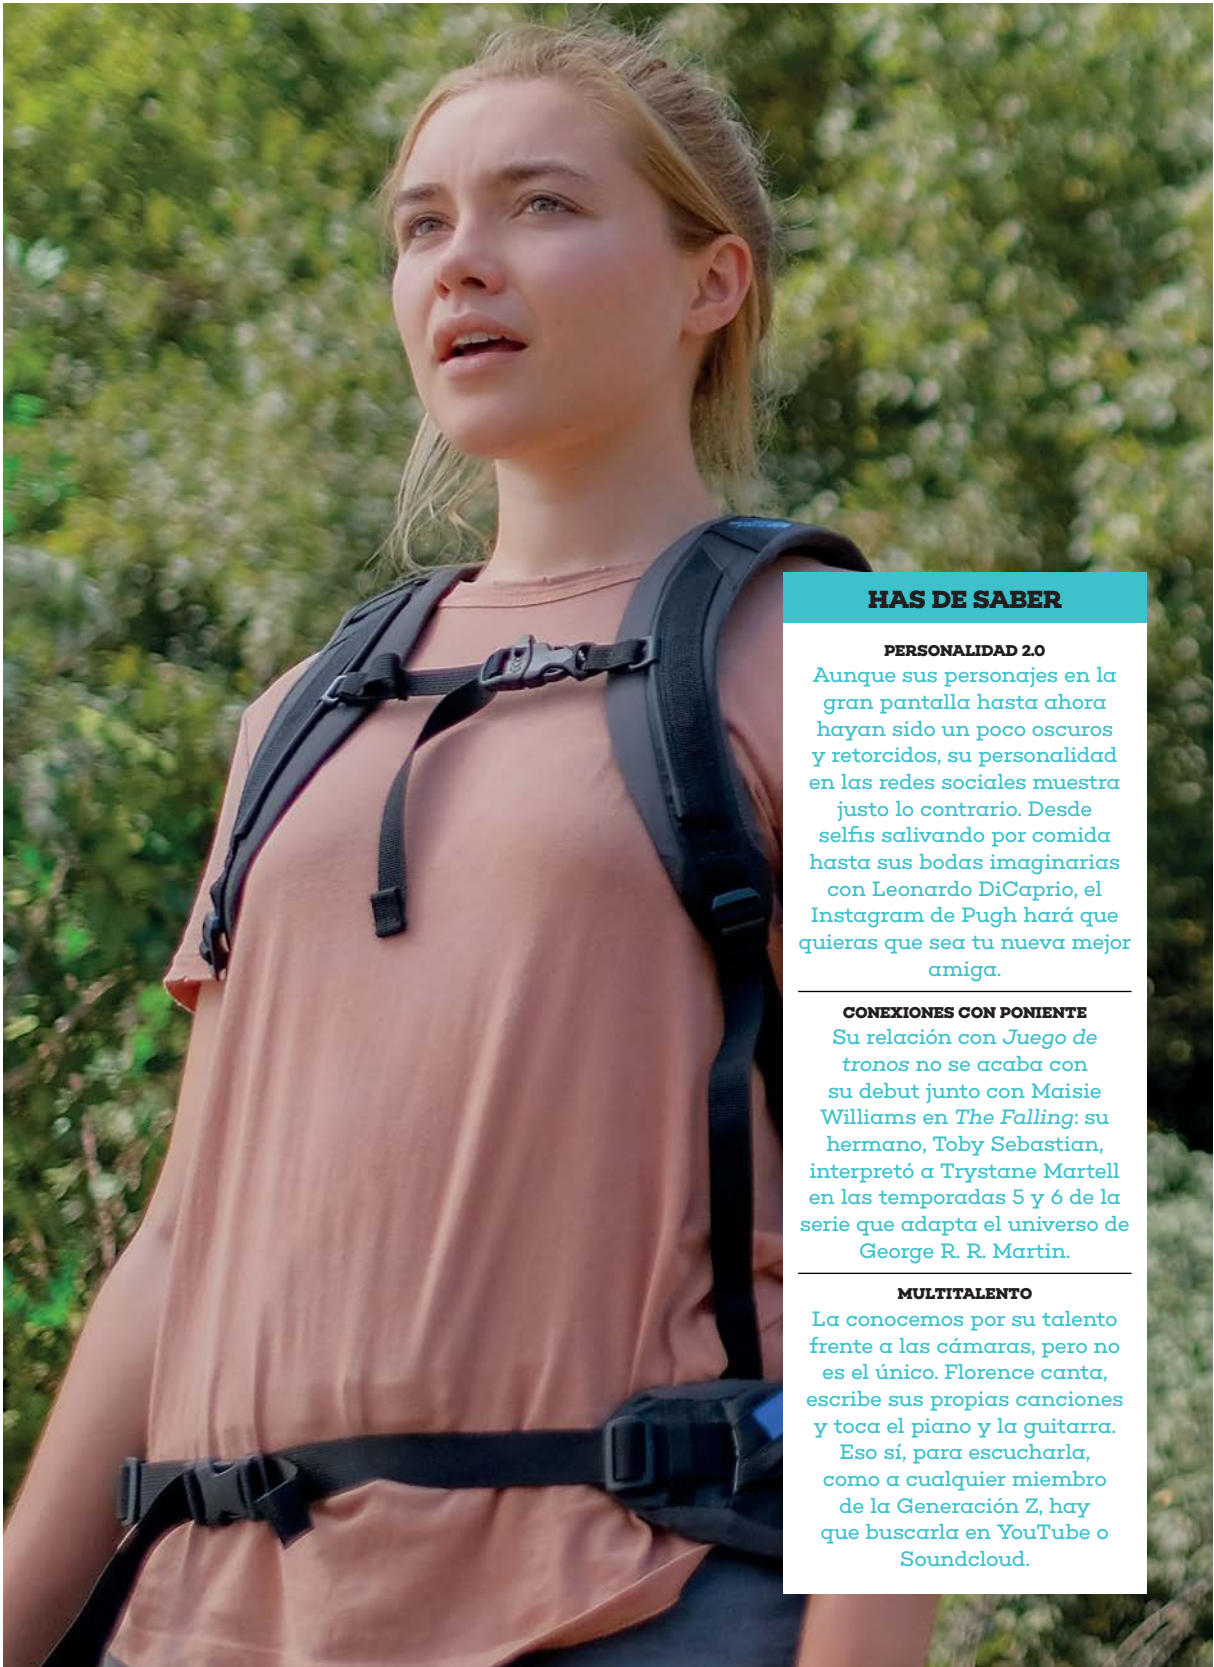 HAS DE SABER
PERSONALIDAD 2.0
Aunque sus personajes en la
gran pantalla hasta ahora
hayan sido un poco oscuros
y retorcidos, su personalidad
en las redes sociales muestra
justo lo contrario. Desde
selfis salivando por comida
hasta sus bodas imaginarias
con Leonardo DiCaprio, el
Instagram de Pugh hará que
quieras que sea tu nueva mejor
amiga.
CONEXIONES CON PONIENTE
Su relación con Juego de
tronos no se acaba con
su debut junto con Maisie
Williams en The Falling: su
hermano, Toby Sebastian,
interpretó a Trystane Martell
en las temporadas 5 y 6 de la
serie que adapta el universo de
George R. R. Martin.
MULTITALENTO
La conocemos por su talento
frente a las cámaras, pero no
es el único. Florence canta,
escribe sus propias canciones
y toca el piano y la guitarra.
Eso sí, para escucharla,
como a cualquier miembro
de la Generación Z, hay
que buscarla en YouTube o
Soundcloud.